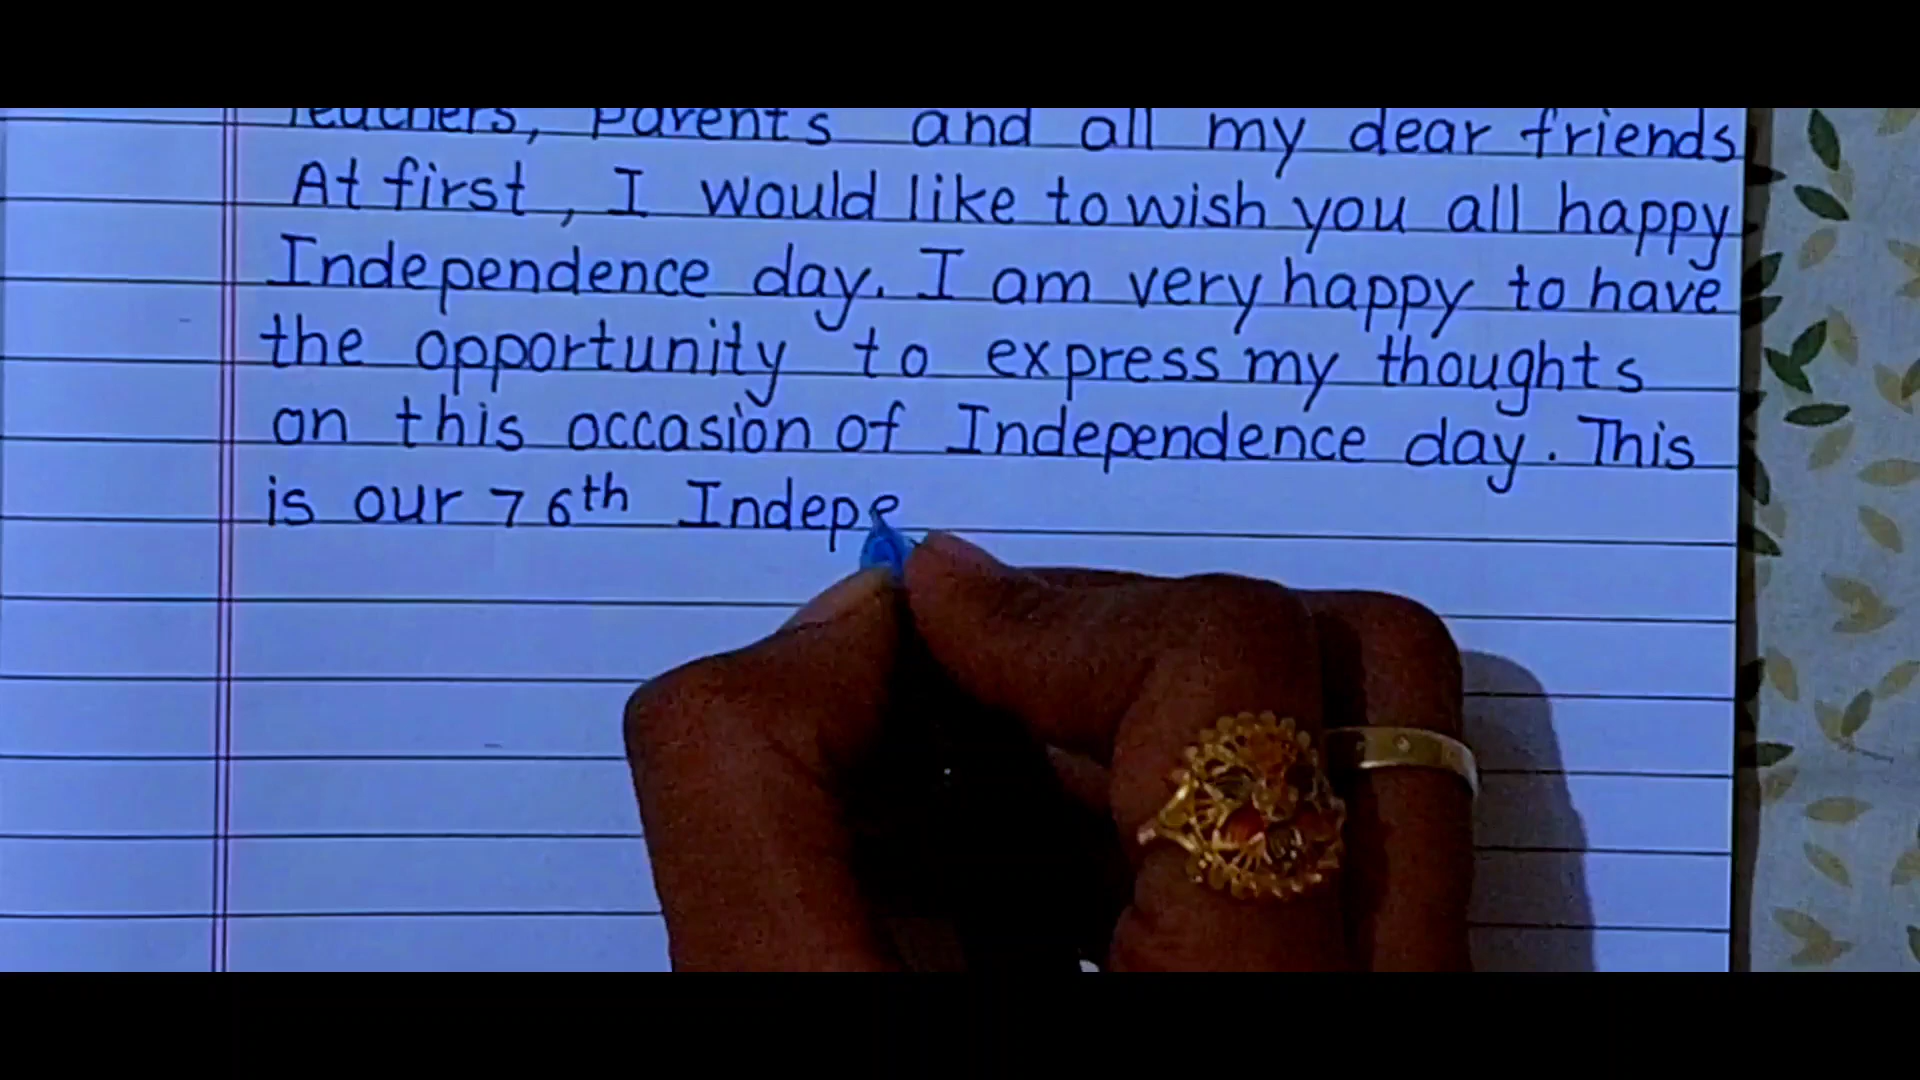 Teachers, Parents and all my dear friends
At first, I would like to wish you all happy
Independence day. I am very happy to have
the opportunity to express my thoughts
on this occasion of Independence day. This
is our 76th Indepe